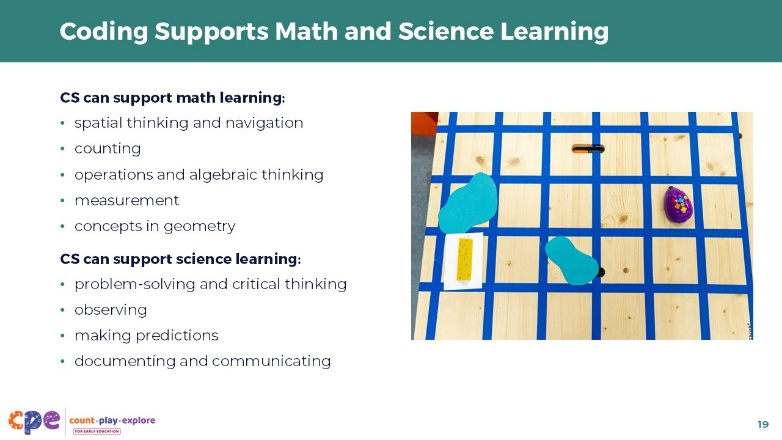 Coding Supports Math and Science Learning
CS can support math learning:
• spatial thinking and navigation
• counting
• operations and algebraic thinking
• measurement
• concepts in geometry
CS can support science learning:
• problem-solving and critical thinking
• observing
• making predictions
• documenting and communicating
cpe
count·play·explore
FOR EARLY EDUCATION
19